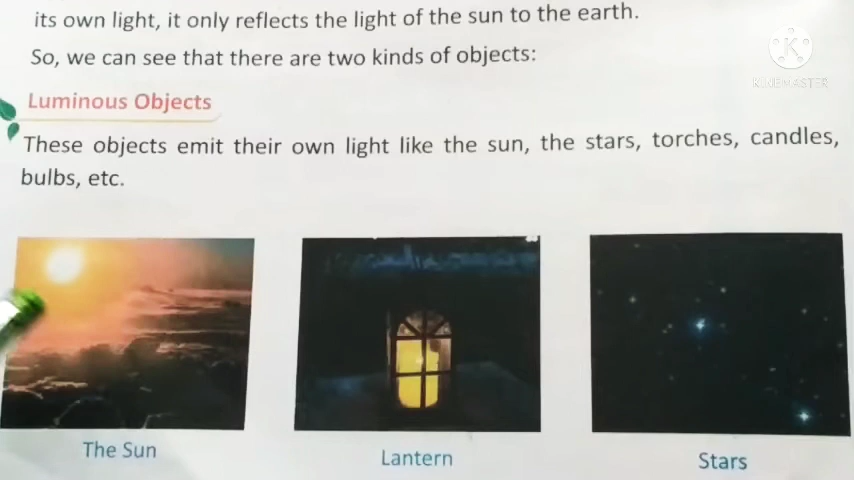 its own light, it only reflects the light of the sun to the earth.
So, we can see that there are two kinds of objects:
K
KINEMASTER
Luminous Objects
These objects emit their own light like the sun, the stars, torches, candles,
bulbs, etc.
The Sun
Lantern
Stars